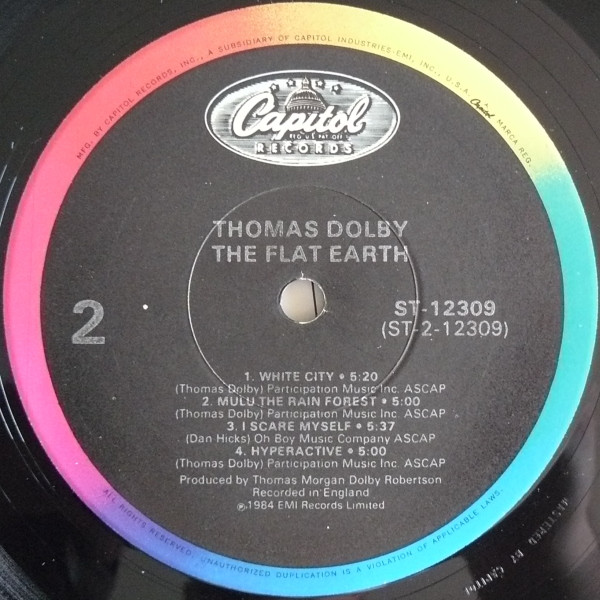 MFG. BY CAPITOL RECORDS, INC., A SUBSIDIARY OF CAPITOL INDUSTRIES-EMI, INC., U.S.A. Capitol MARCA REG.
Capitol
REG. U.S. PAT. OFF.
RECORDS
THOMAS DOLBY
THE FLAT EARTH
2
ST-12309
(ST-2-12309)
1. WHITE CITY • 5:20
(Thomas Dolby) Participation Music Inc. ASCAP
2. MULU THE RAIN FOREST • 5:00
(Thomas Dolby) Participation Music Inc. ASCAP
3. I SCARE MYSELF • 5:37
(Dan Hicks) Oh Boy Music Company ASCAP
4. HYPERACTIVE • 5:00
(Thomas Dolby) Participation Music Inc. ASCAP
Produced by Thomas Morgan Dolby Robertson
Recorded in England
℗1984 EMI Records Limited
ALL RIGHTS RESERVED. UNAUTHORIZED DUPLICATION IS A VIOLATION OF APPLICABLE LAWS.
MASTERED BY CAPITOL